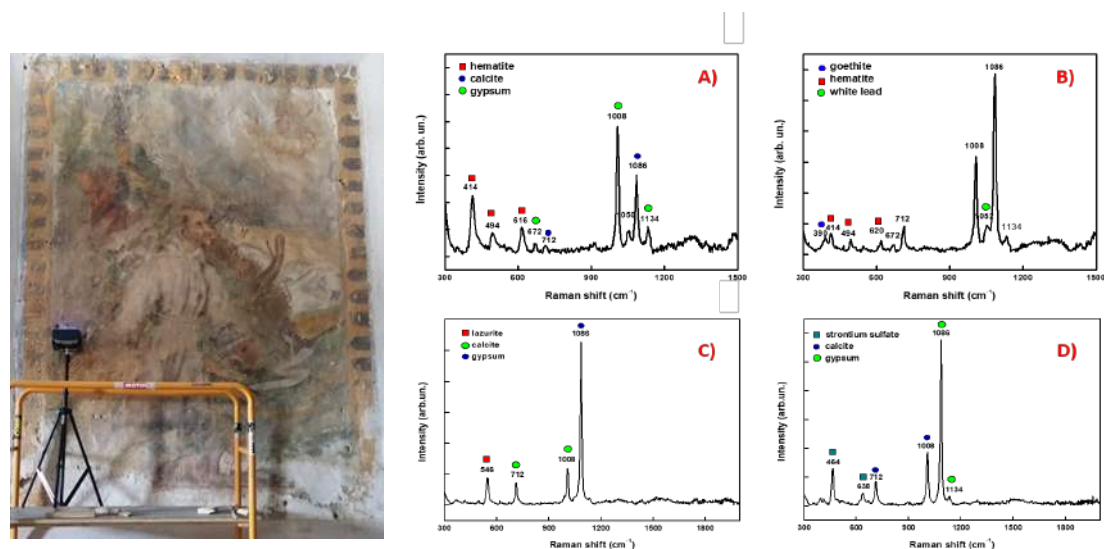 A)
hematite
calcite
gypsum
414
494
616
672
712
1008
1050
1086
1134
Intensity (arb. un.)
300 600 900 1200 1500
Raman shift (cm⁻¹)
B)
goethite
hematite
white lead
390
414
494
620
672
712
1008
1052
1086
1134
Intensity (arb. un.)
300 600 900 1200 1500
Raman shift (cm⁻¹)
C)
lazurite
calcite
gypsum
546
712
1008
1086
Intensity (arb.un.)
300 600 900 1200 1500 1800
Raman shift (cm⁻¹)
D)
strontium sulfate
calcite
gypsum
464
638
712
1008
1086
1134
Intensity (arb.un.)
300 600 900 1200 1500 1800
Raman shift (cm⁻¹)